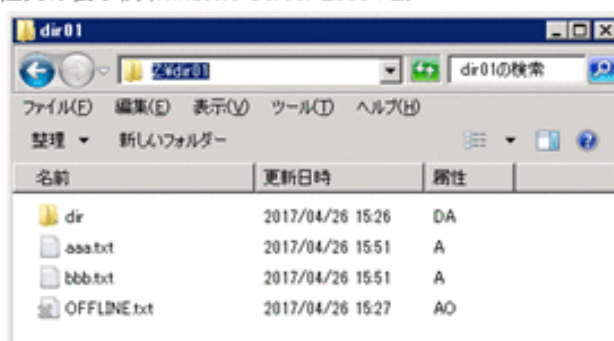 dir01
Z:¥dir01
dir01の検索
ファイル(F) 編集(E) 表示(V) ツール(T) ヘルプ(H)
整理 新しいフォルダー
名前 更新日時 属性
dir 2017/04/26 15:26 DA
aaa.txt 2017/04/26 15:51 A
bbb.txt 2017/04/26 15:51 A
OFFLINE.txt 2017/04/26 15:27 AO